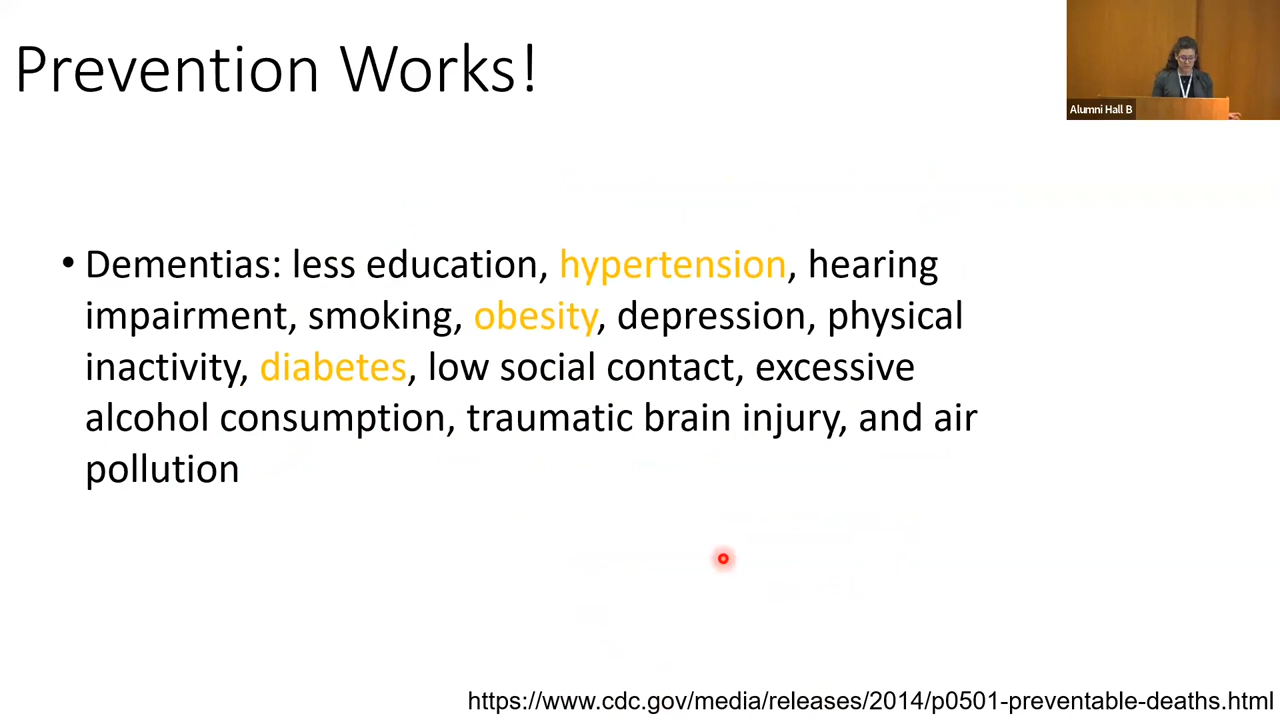 Prevention Works!
Alumni Hall B
• Dementias: less education, hypertension, hearing
impairment, smoking, obesity, depression, physical
inactivity, diabetes, low social contact, excessive
alcohol consumption, traumatic brain injury, and air
pollution
https://www.cdc.gov/media/releases/2014/p0501-preventable-deaths.html